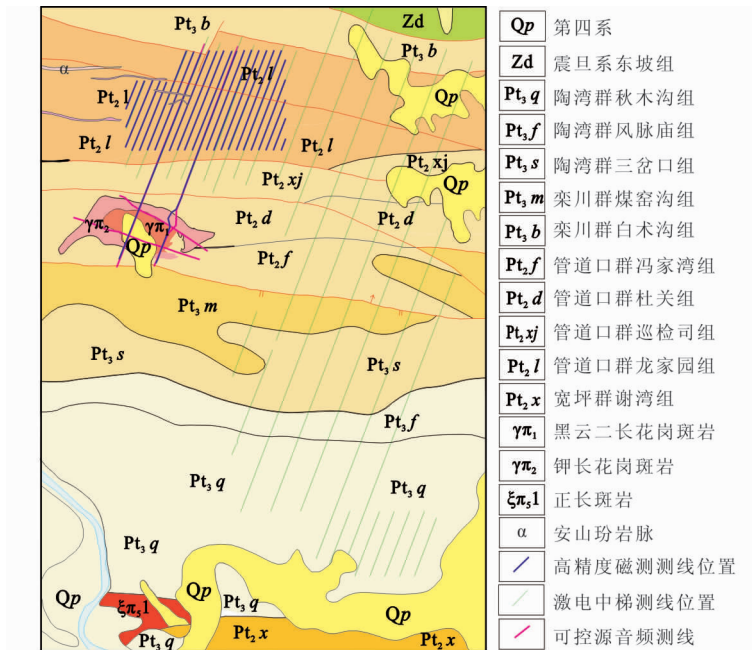 Pt₃ b
Zd
Pt₃ b
α
Pt₂ l
Pt₂ l
Qp
Pt₂ l
Pt₂ l
Pt₂ xj
Pt₂ xj
Qp
γπ₂
γπ₁
Pt₂ d
Pt₂ d
Qp
Pt₂ f
Pt₃ m
Pt₃ s
Pt₃ s
Pt₃ f
Pt₃ q
Pt₃ q
Pt₃ q
Qp
ξπ₅1
Pt₃ q
Qp
Pt₃ q
Pt₂ x
Pt₂ x
Qp 第四系
Zd 震旦系东坡组
Pt₃ q 陶湾群秋木沟组
Pt₃ f 陶湾群风脉庙组
Pt₃ s 陶湾群三岔口组
Pt₃ m 栾川群煤窑沟组
Pt₃ b 栾川群白术沟组
Pt₂ f 管道口群冯家湾组
Pt₂ d 管道口群杜关组
Pt₂ xj 管道口群巡检司组
Pt₂ l 管道口群龙家园组
Pt₂ x 宽坪群谢湾组
γπ₁ 黑云二长花岗斑岩
γπ₂ 钾长花岗斑岩
ξπ₅1 正长斑岩
α 安山玢岩脉
高精度磁测测线位置
激电中梯测线位置
可控源音频测线